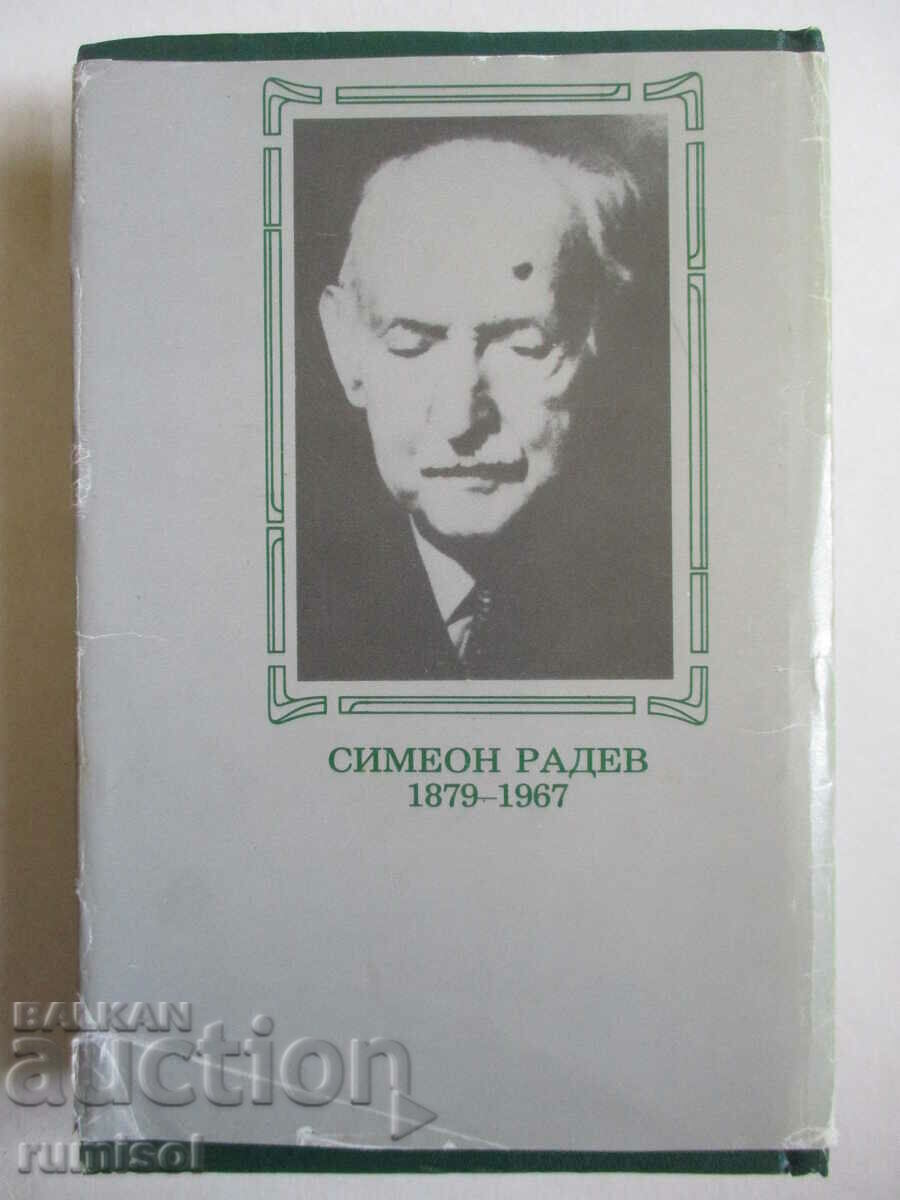 СИМЕОН РАДЕВ
1879–1967
BALKAN
auction
rumisol